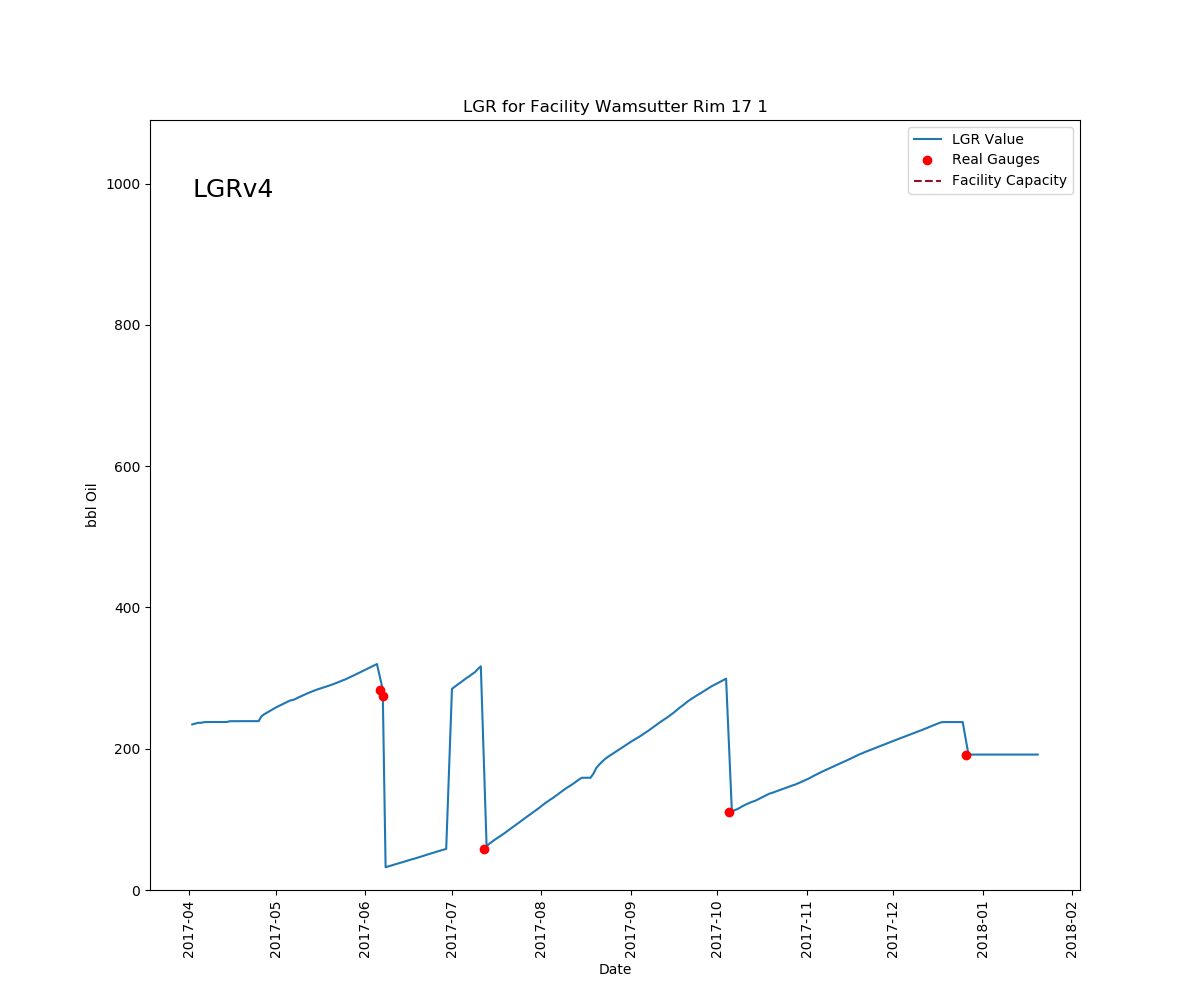 LGR for Facility Wamsutter Rim 17 1
LGRv4
LGR Value
Real Gauges
Facility Capacity
bbl Oil
1000
800
600
400
200
0
2017-04
2017-05
2017-06
2017-07
2017-08
2017-09
2017-10
2017-11
2017-12
2018-01
2018-02
Date